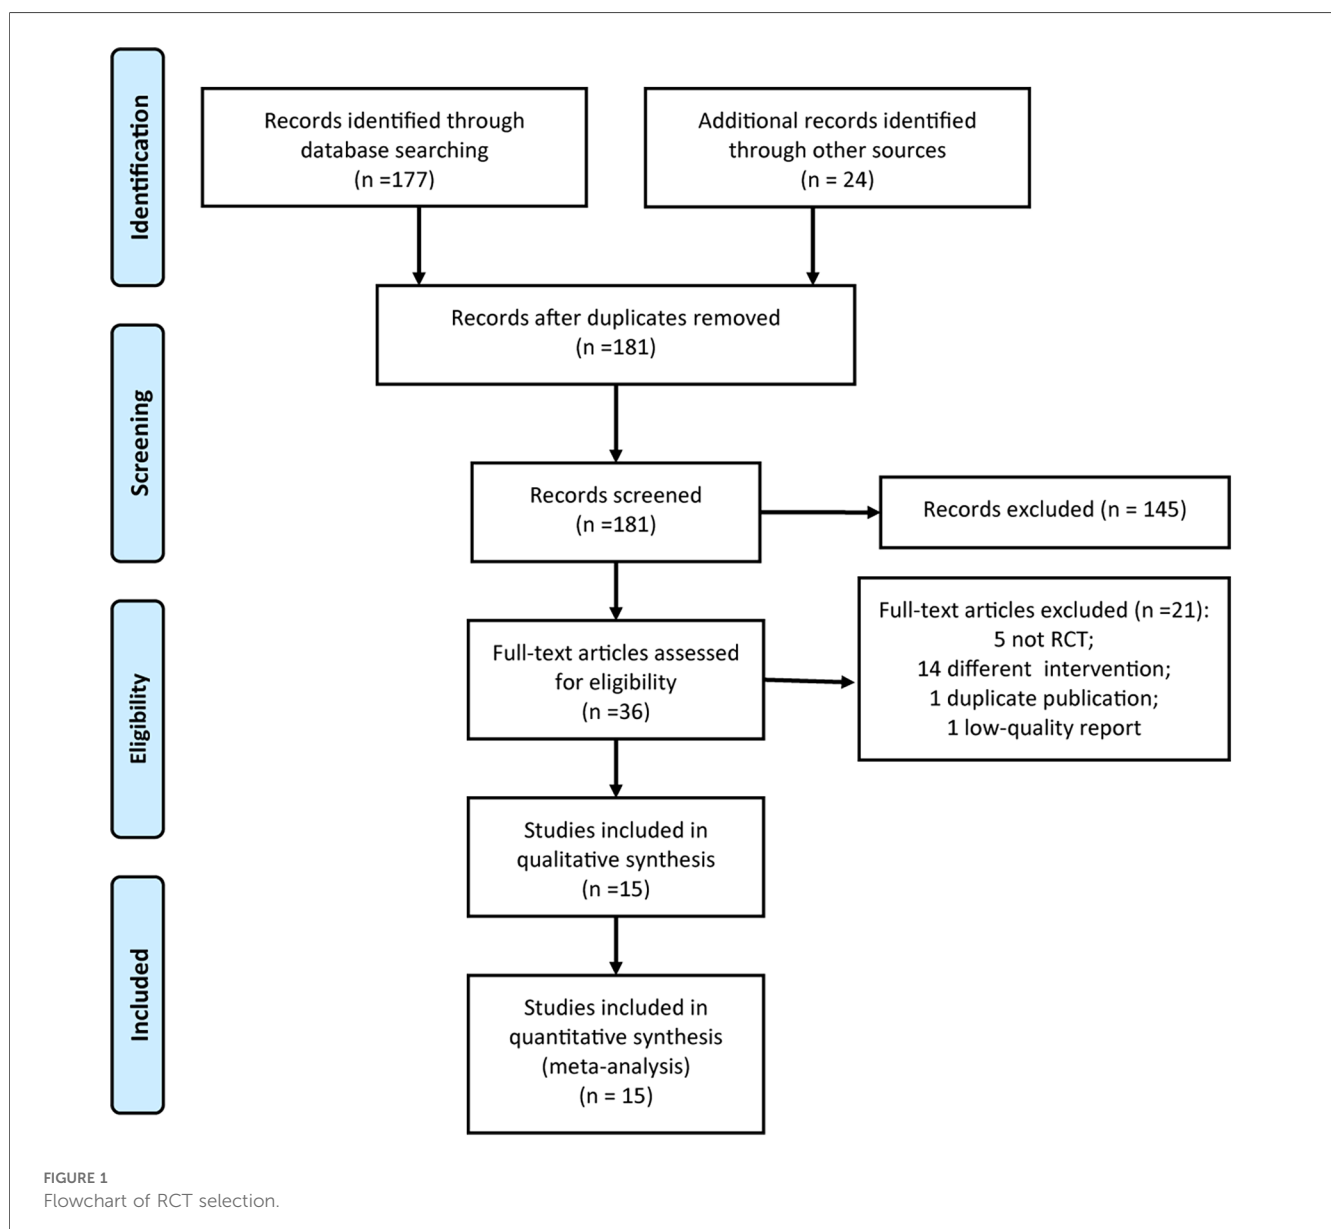 Identification
Records identified through
database searching
(n =177)
Additional records identified
through other sources
(n = 24)
Records after duplicates removed
(n =181)
Screening
Records screened
(n =181)
Records excluded (n = 145)
Eligibility
Full-text articles assessed
for eligibility
(n =36)
Full-text articles excluded (n =21):
5 not RCT;
14 different  intervention;
1 duplicate publication;
1 low-quality report
Studies included in
qualitative synthesis
(n =15)
Included
Studies included in
quantitative synthesis
(meta-analysis)
(n = 15)
FIGURE 1
Flowchart of RCT selection.